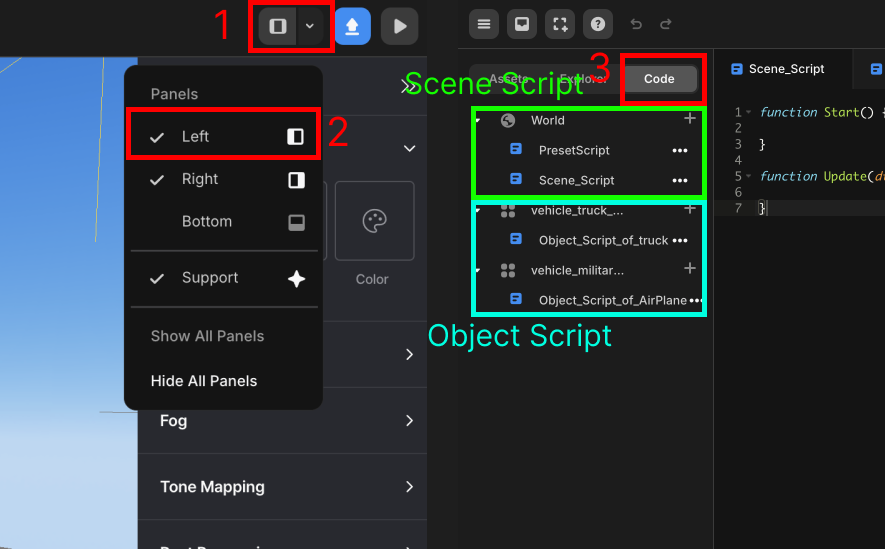 1
Panels
Left
2
Right
Bottom
Support
Show All Panels
Hide All Panels
Color
Fog
Tone Mapping
3
Assets
Explorer
Code
Scene Script
World
PresetScript
Scene_Script
vehicle_truck_...
Object_Script_of_truck
vehicle_militar...
Object_Script_of_AirPlane
Object Script
Scene_Script
1 function Start() {
2
3 }
4
5 function Update(dt
6
7 }